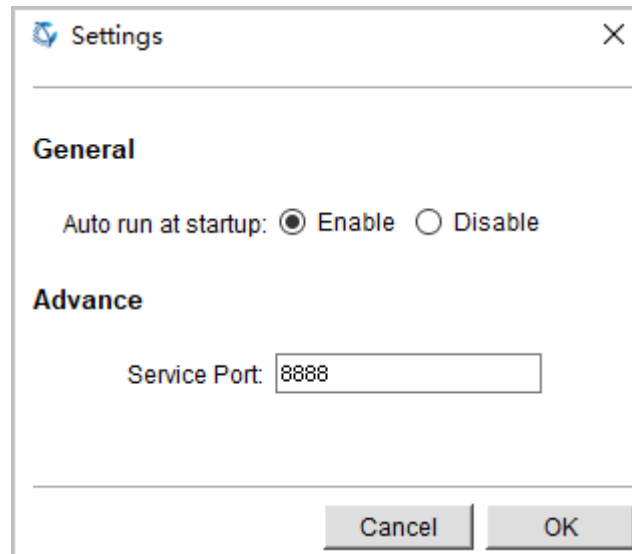 Settings
General
Auto run at startup: Enable Disable
Advance
Service Port: 8888
Cancel OK